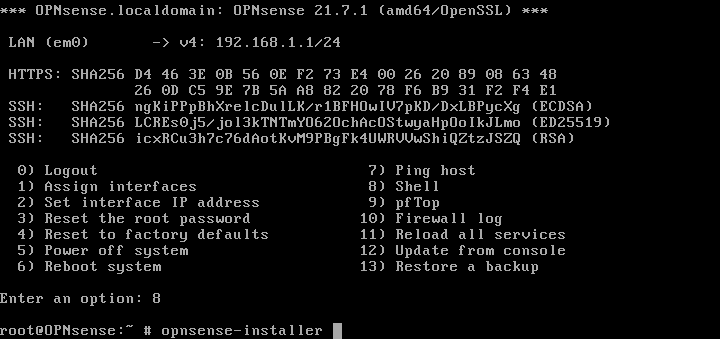 *** OPNsense.localdomain: OPNsense 21.7.1 (amd64/OpenSSL) ***
LAN (em0)       -> v4: 192.168.1.1/24
HTTPS: SHA256 D4 46 3E 0B 56 0E F2 73 E4 00 26 20 89 08 63 48
26 0D C5 9E 7B 5A A8 82 20 78 F6 B9 31 F2 F4 E1
SSH:   SHA256 ngKiPPpBhXrelcDulLK/r1BFHOwIV7pKD/DxLBPycXg (ECDSA)
SSH:   SHA256 LCREs0j5/jol3kTNTmYO62OchAcOStwyaHpOoIkJLmo (ED25519)
SSH:   SHA256 icxRCu3h7c76dAotKvM9PBgFk4UWRVVwShiQZtzJSZQ (RSA)
0) Logout                              7) Ping host
1) Assign interfaces                   8) Shell
2) Set interface IP address            9) pfTop
3) Reset the root password            10) Firewall log
4) Reset to factory defaults          11) Reload all services
5) Power off system                   12) Update from console
6) Reboot system                      13) Restore a backup
Enter an option: 8
root@OPNsense:~ # opnsense-installer